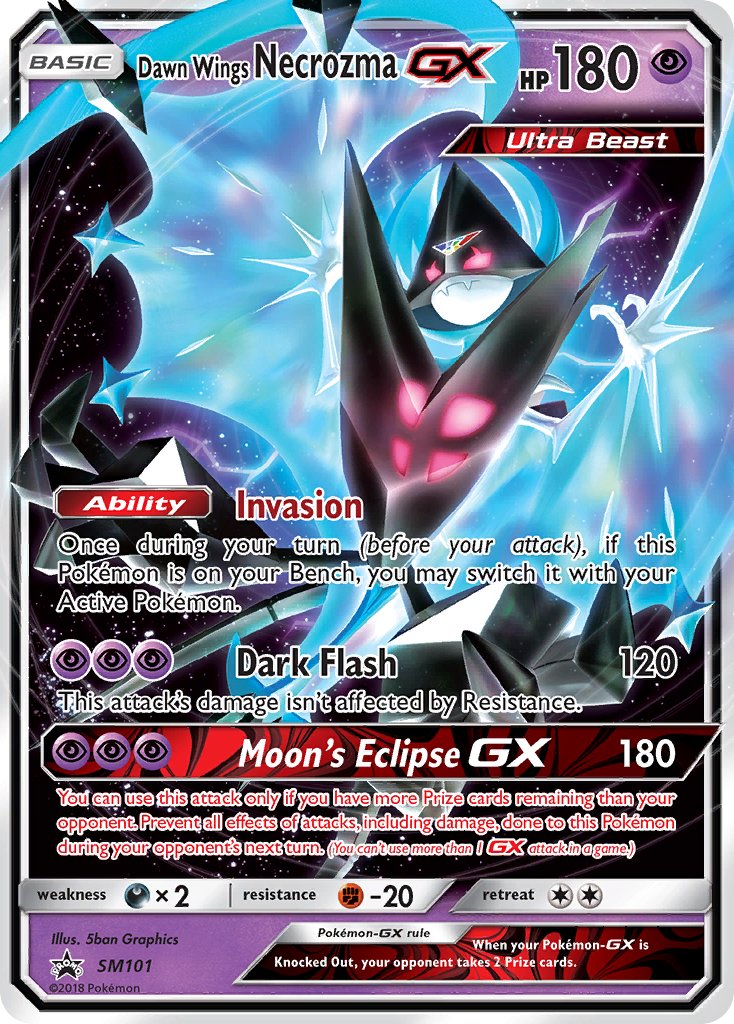 BASIC Dawn Wings Necrozma GX HP 180
Ultra Beast
Ability Invasion
Once during your turn (before your attack), if this
Pokémon is on your Bench, you may switch it with your
Active Pokémon.
Dark Flash 120
This attack's damage isn't affected by Resistance.
Moon's Eclipse GX 180
You can use this attack only if you have more Prize cards remaining than your
opponent. Prevent all effects of attacks, including damage, done to this Pokémon
during your opponent's next turn. (You can't use more than 1 GX attack in a game.)
weakness ×2 resistance -20 retreat
Illus. 5ban Graphics
Pokémon-GX rule
When your Pokémon-GX is
Knocked Out, your opponent takes 2 Prize cards.
PROMO SM101
©2018 Pokémon